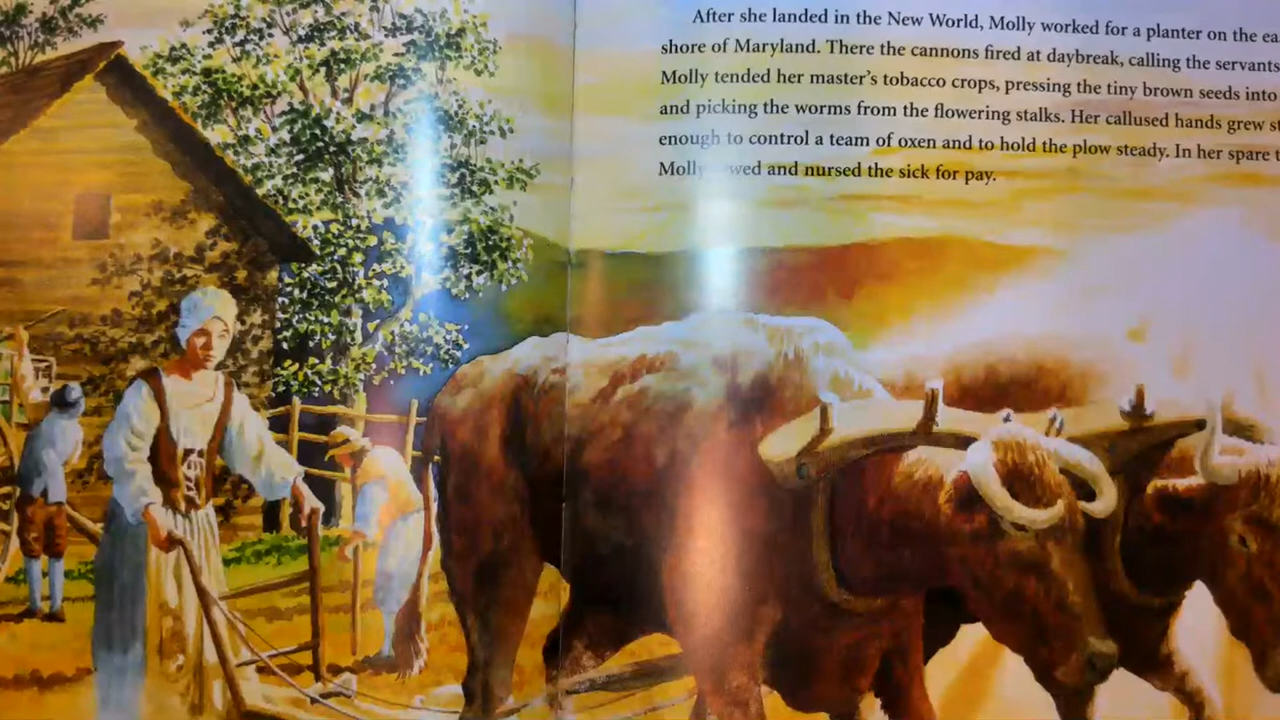 After she landed in the New World, Molly worked for a planter on the
shore of Maryland. There the cannons fired at daybreak, calling the servants
Molly tended her master's tobacco crops, pressing the tiny brown seeds into
and picking the worms from the flowering stalks. Her callused hands grew
enough to control a team of oxen and to hold the plow steady. In her spare
Molly and nursed the sick for pay.